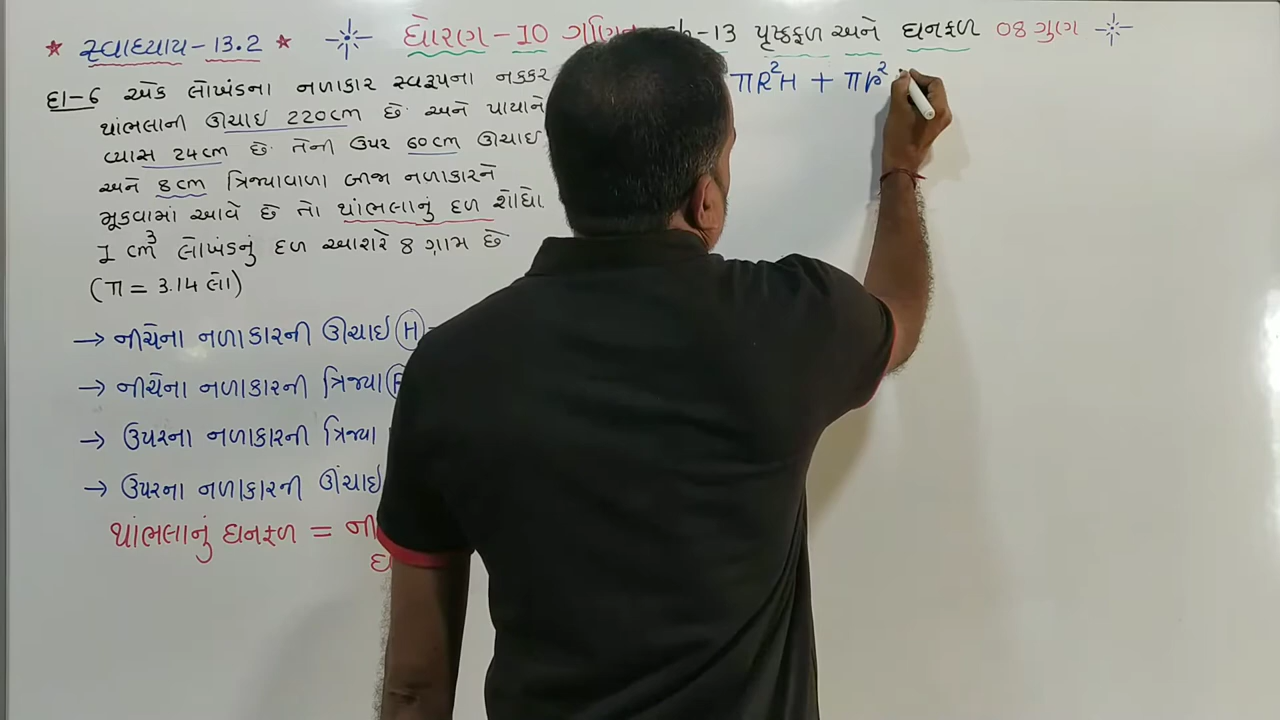 ★ સ્વાધ્યાય-13.2 ★ ધોરણ-10 -13 પૃષ્ઠફળ અને ઘનફળ 08 ગુણ
દા-6 એક લોખંડના નળાકાર સ્વરૂપના નક્કર
થાંભલાની ઊંચાઇ 220cm છે. અને પાયાનો
વ્યાસ 24cm છે. તેની ઉપર 60cm ઊંચાઇ
અને 8cm ત્રિજ્યાવાળા બીજા નળાકારને
મૂકવામાં આવે છે તો થાંભલાનું દળ શોધો
1 cm³ લોખંડનું દળ આશરે 8 ગ્રામ છે
(π = 3.14 લો)
→ નીચેના નળાકારની ઊંચાઇ (H)
→ નીચેના નળાકારની ત્રિજ્યા
→ ઉપરના નળાકારની ત્રિજ્યા
→ ઉપરના નળાકારની ઊંચાઇ
થાંભલાનું ઘનફળ =
πR²H + πr²